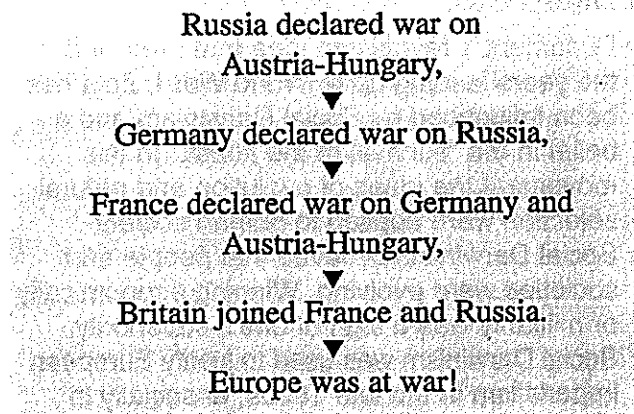 Russia declared war on
Austria-Hungary,
▼
Germany declared war on Russia,
▼
France declared war on Germany and
Austria-Hungary,
▼
Britain joined France and Russia.
▼
Europe was at war!